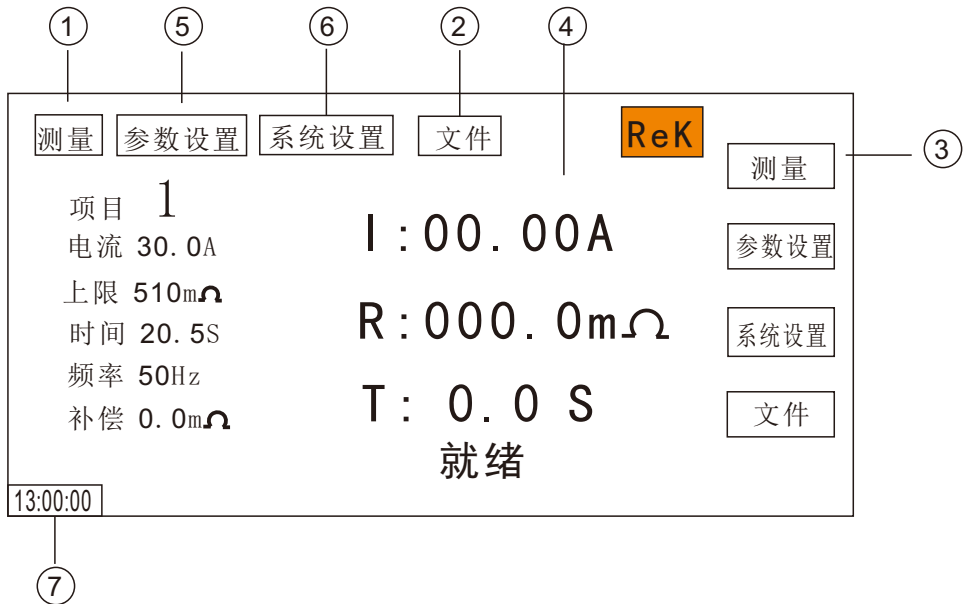 ① ⑤ ⑥ ② ④
测量 参数设置 系统设置 文件 ReK
③
测量
项目 1
电流 30.0A
I:00.00A
参数设置
上限 510mΩ
时间 20.5S
R:000.0mΩ
系统设置
频率 50Hz
补偿 0.0mΩ
T: 0.0 S
文件
就绪
13:00:00
⑦